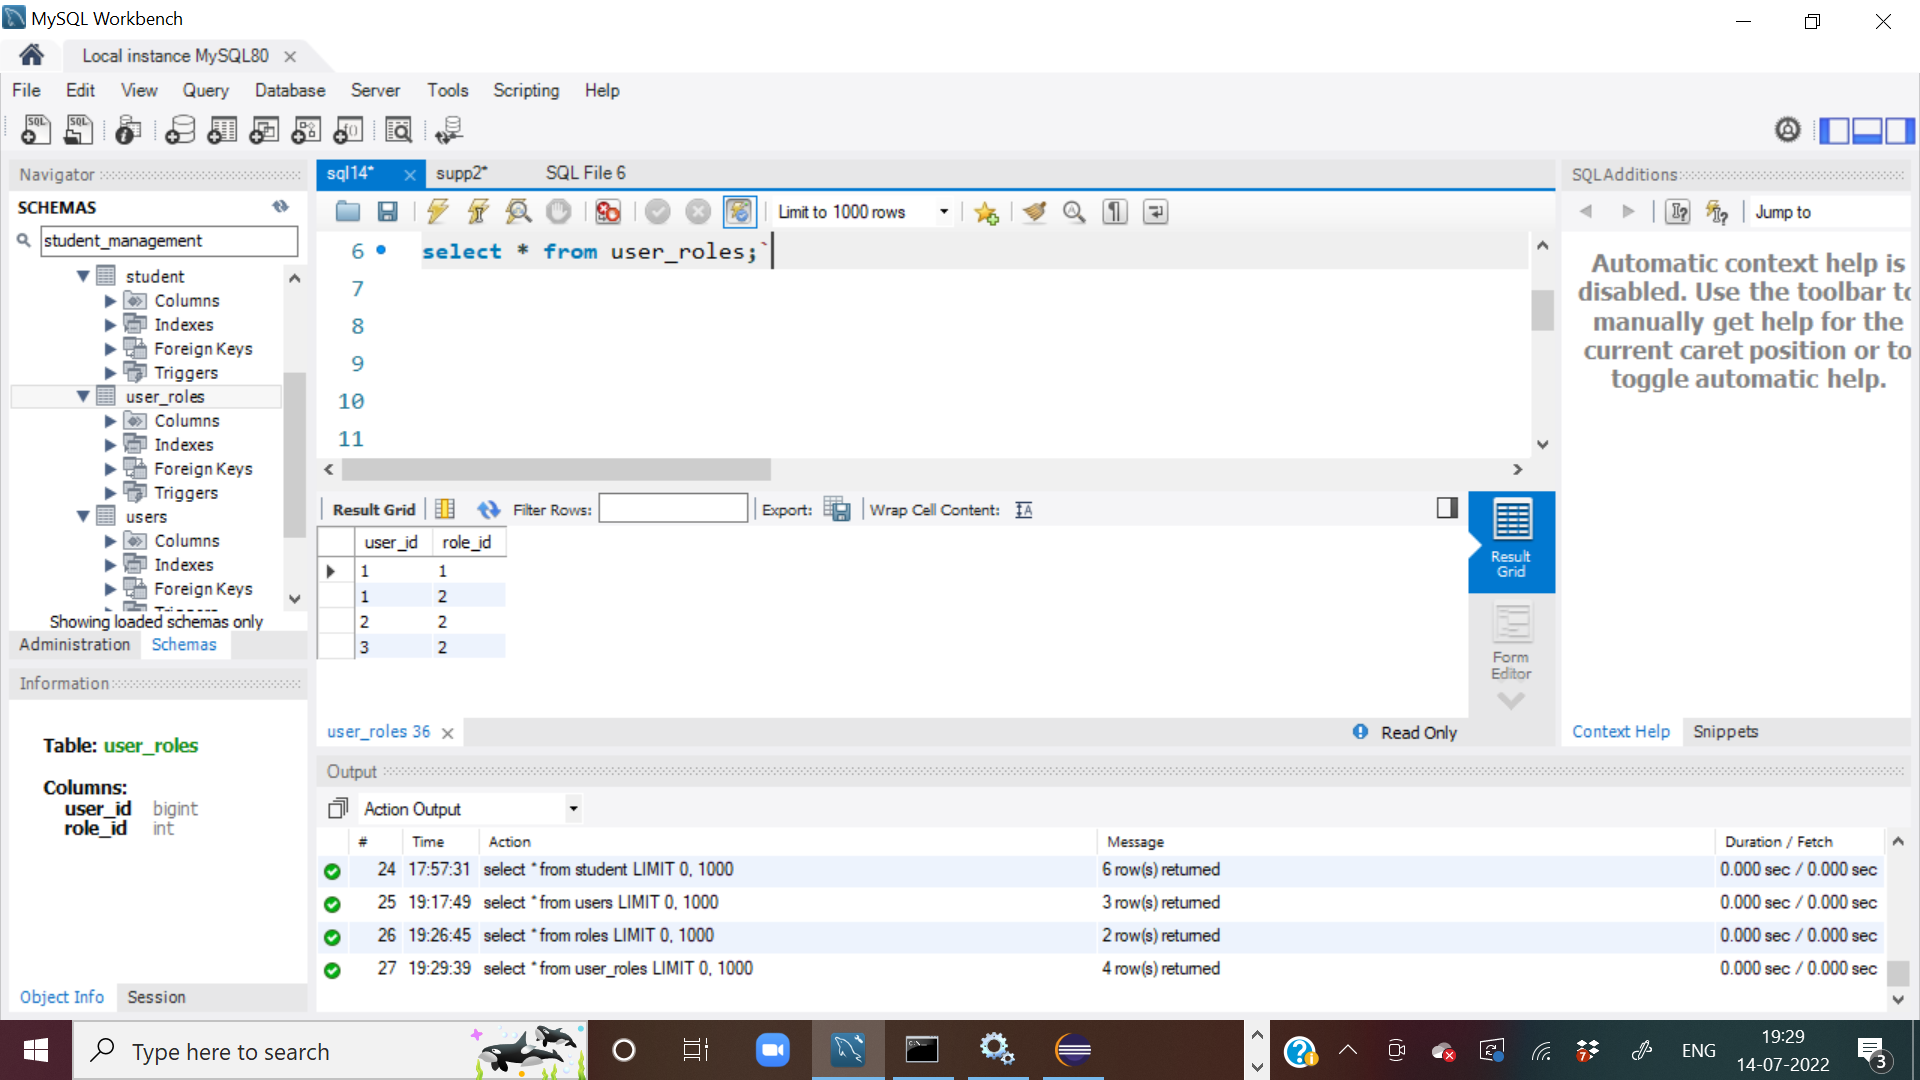 MySQL Workbench
Local instance MySQL80
File Edit View Query Database Server Tools Scripting Help
Navigator
SCHEMAS
student_management
student
Columns
Indexes
Foreign Keys
Triggers
user_roles
Columns
Indexes
Foreign Keys
Triggers
users
Columns
Indexes
Foreign Keys
Triggers
Showing loaded schemas only
Administration Schemas
Information
Table: user_roles
Columns:
user_id bigint
role_id int
Object Info Session
sql14* supp2* SQL File 6
Limit to 1000 rows
6 select * from user_roles;`
7
8
9
10
11
Result Grid Filter Rows: Export: Wrap Cell Content:
user_id role_id
1 1
1 2
2 2
3 2
Result
Grid
Form
Editor
user_roles 36 Read Only
SQLAdditions
Jump to
Automatic context help is
disabled. Use the toolbar to
manually get help for the
current caret position or to
toggle automatic help.
Context Help Snippets
Output
Action Output
# Time Action Message Duration / Fetch
24 17:57:31 select * from student LIMIT 0, 1000 6 row(s) returned 0.000 sec / 0.000 sec
25 19:17:49 select * from users LIMIT 0, 1000 3 row(s) returned 0.000 sec / 0.000 sec
26 19:26:45 select * from roles LIMIT 0, 1000 2 row(s) returned 0.000 sec / 0.000 sec
27 19:29:39 select * from user_roles LIMIT 0, 1000 4 row(s) returned 0.000 sec / 0.000 sec
Type here to search
7
ENG
19:29
14-07-2022
3